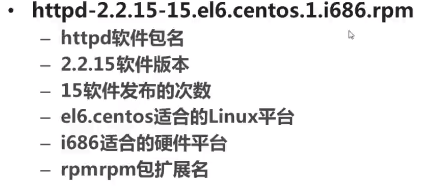 • httpd-2.2.15-15.el6.centos.1.i686.rpm
– httpd软件包名
– 2.2.15软件版本
– 15软件发布的次数
– el6.centos适合的Linux平台
– i686适合的硬件平台
– rpmrpm包扩展名